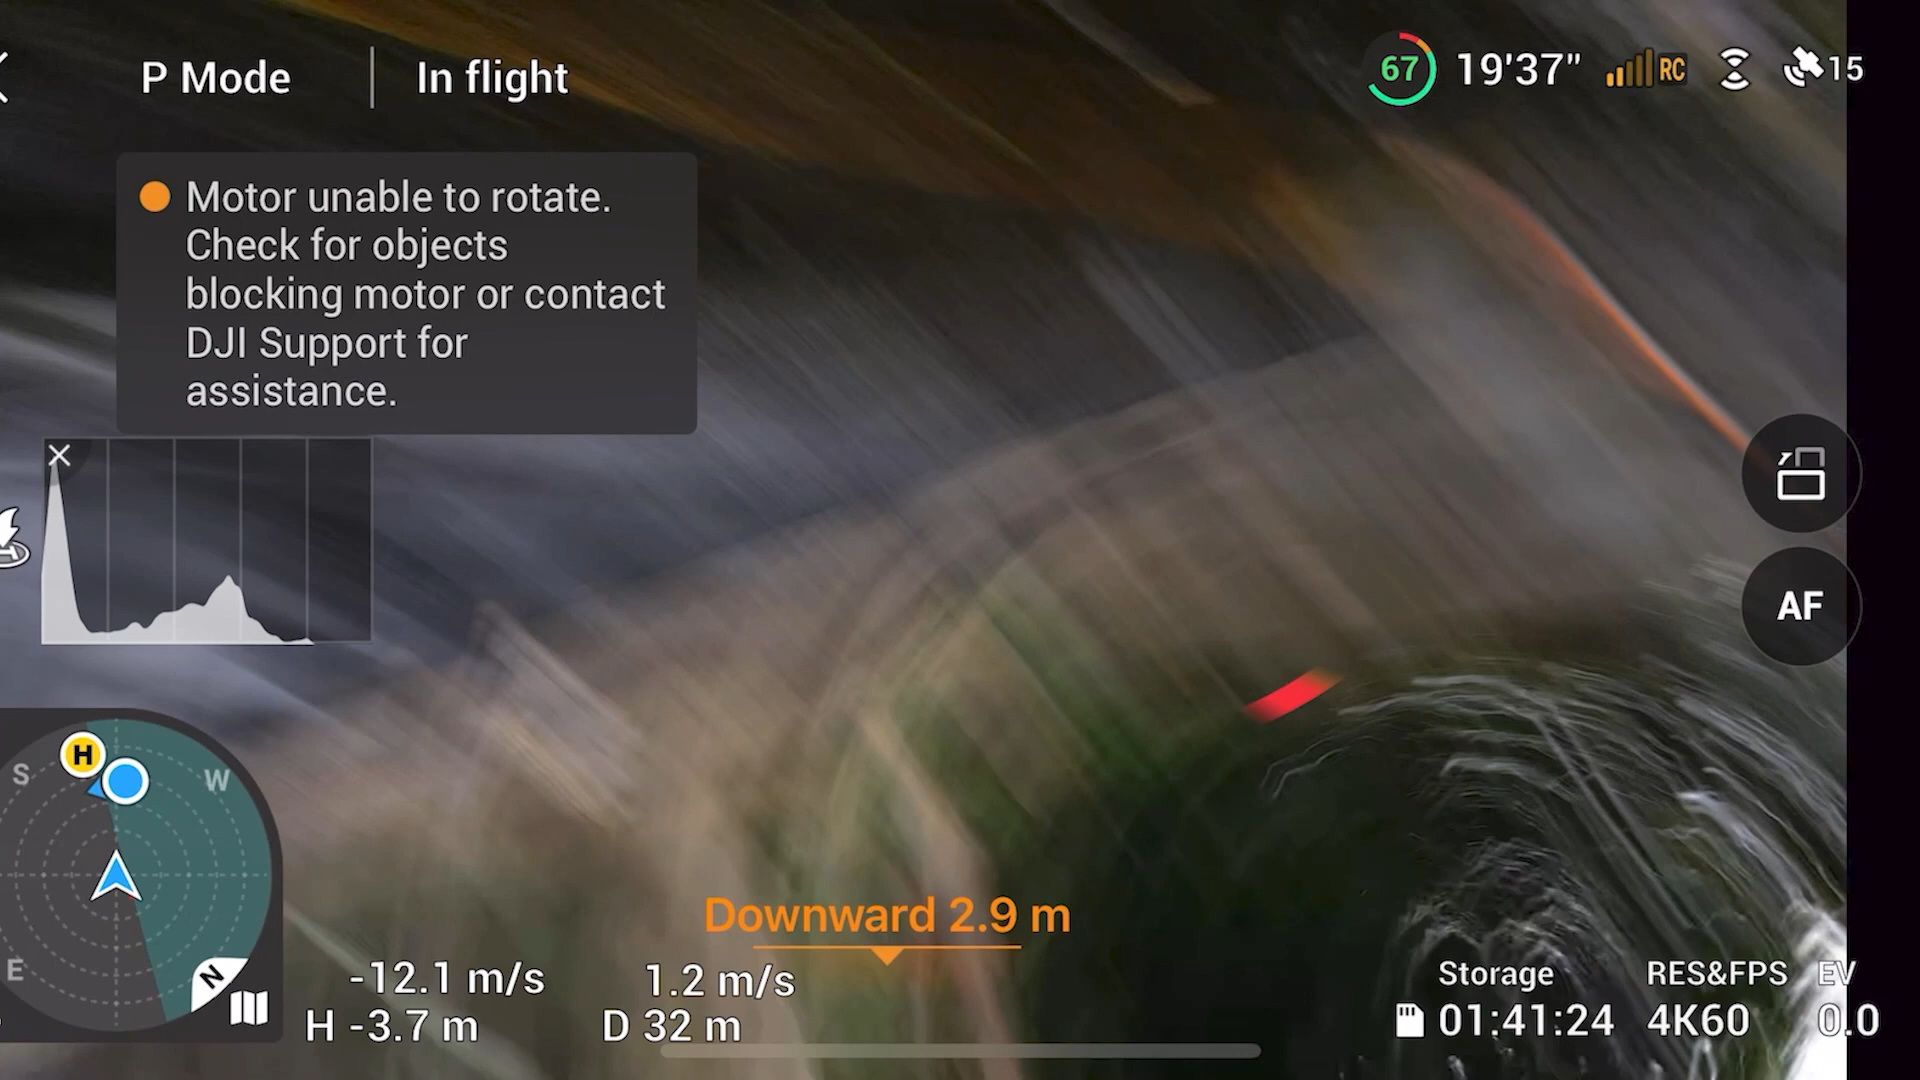 P Mode
In flight
67
19'37"
RC
15
Motor unable to rotate.
Check for objects
blocking motor or contact
DJI Support for
assistance.
AF
H
S
W
E
N
Downward 2.9 m
-12.1 m/s
1.2 m/s
H -3.7 m
D 32 m
Storage
RES&FPS
EV
01:41:24
4K60
0.0